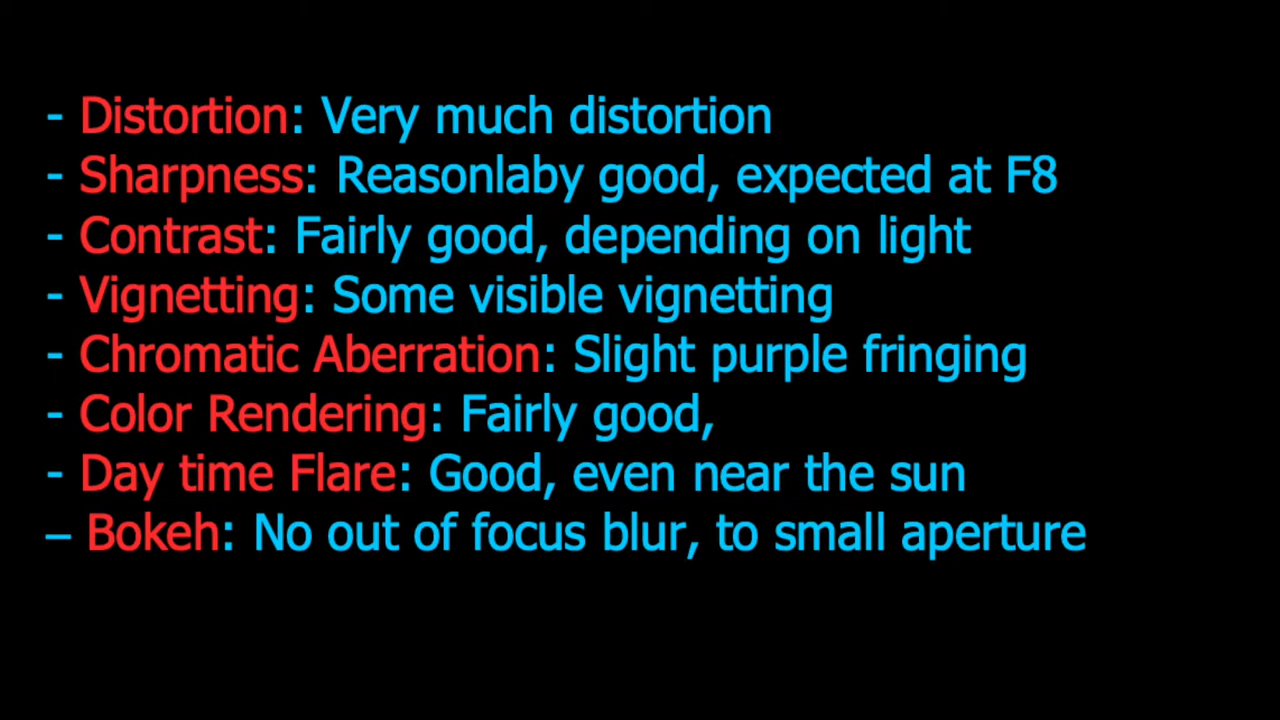 - Distortion: Very much distortion
- Sharpness: Reasonlaby good, expected at F8
- Contrast: Fairly good, depending on light
- Vignetting: Some visible vignetting
- Chromatic Aberration: Slight purple fringing
- Color Rendering: Fairly good,
- Day time Flare: Good, even near the sun
– Bokeh: No out of focus blur, to small aperture